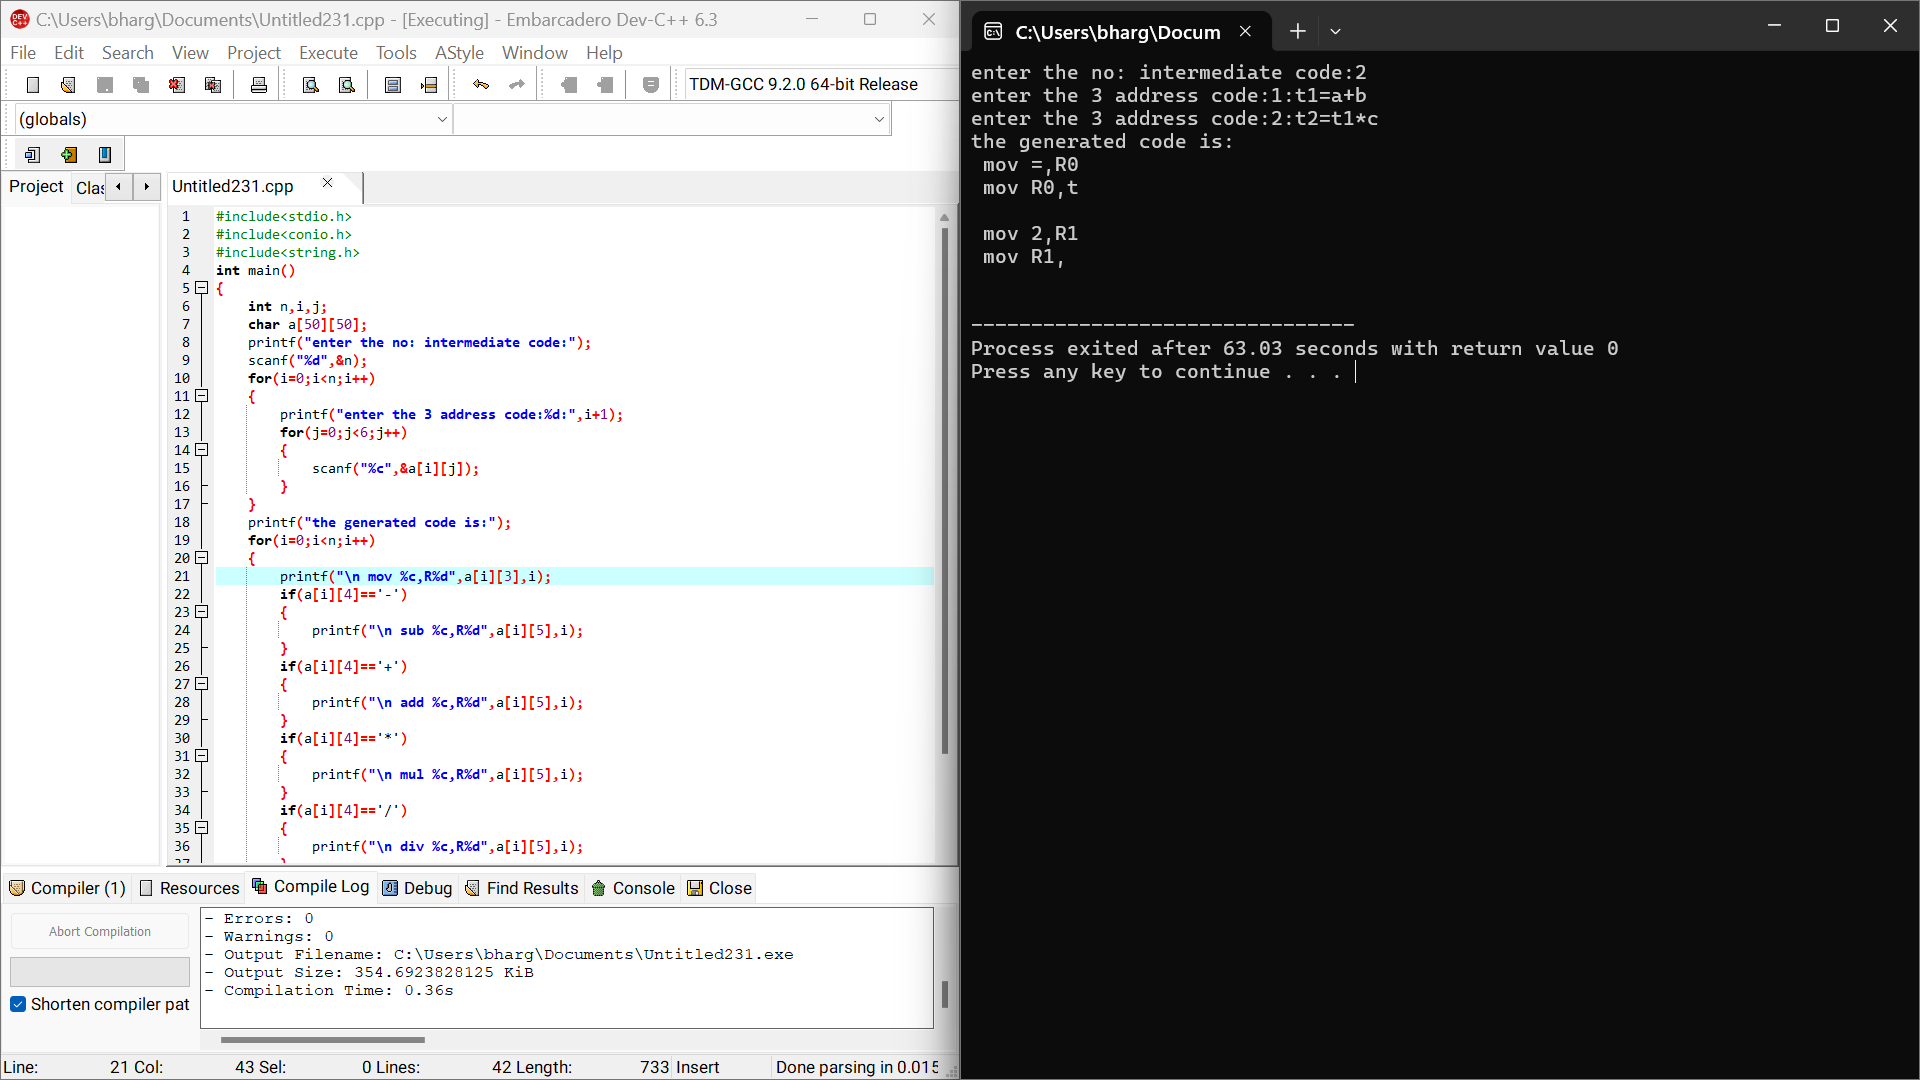 C:\Users\bharg\Documents\Untitled231.cpp - [Executing] - Embarcadero Dev-C++ 6.3
File Edit Search View Project Execute Tools AStyle Window Help
TDM-GCC 9.2.0 64-bit Release
(globals)
Project Clas
Untitled231.cpp
1 #include<stdio.h>
2 #include<conio.h>
3 #include<string.h>
4 int main()
5 {
6 int n,i,j;
7 char a[50][50];
8 printf("enter the no: intermediate code:");
9 scanf("%d",&n);
10 for(i=0;i<n;i++)
11 {
12 printf("enter the 3 address code:%d:",i+1);
13 for(j=0;j<6;j++)
14 {
15 scanf("%c",&a[i][j]);
16 }
17 }
18 printf("the generated code is:");
19 for(i=0;i<n;i++)
20 {
21 printf("\n mov %c,R%d",a[i][3],i);
22 if(a[i][4]=='-')
23 {
24 printf("\n sub %c,R%d",a[i][5],i);
25 }
26 if(a[i][4]=='+')
27 {
28 printf("\n add %c,R%d",a[i][5],i);
29 }
30 if(a[i][4]=='*')
31 {
32 printf("\n mul %c,R%d",a[i][5],i);
33 }
34 if(a[i][4]=='/')
35 {
36 printf("\n div %c,R%d",a[i][5],i);
37 }
Compiler (1) Resources Compile Log Debug Find Results Console Close
Abort Compilation
Shorten compiler pat
- Errors: 0
- Warnings: 0
- Output Filename: C:\Users\bharg\Documents\Untitled231.exe
- Output Size: 354.6923828125 KiB
- Compilation Time: 0.36s
Line: 21 Col: 43 Sel: 0 Lines: 42 Length: 733 Insert Done parsing in 0.015
C:\Users\bharg\Docum
enter the no: intermediate code:2
enter the 3 address code:1:t1=a+b
enter the 3 address code:2:t2=t1*c
the generated code is:
mov =,R0
mov R0,t
mov 2,R1
mov R1,
--------------------------------
Process exited after 63.03 seconds with return value 0
Press any key to continue . . .